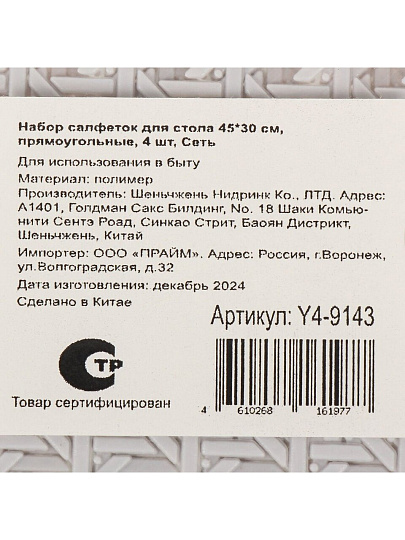 Набор салфеток для стола 45*30 см,
прямоугольные, 4 шт, Сеть
Для использования в быту
Материал: полимер
Производитель: Шеньчжень Нидринк Ко., ЛТД. Адрес:
А1401, Голдман Сакс Билдинг, No. 18 Шаки Комью-
нити Сентэ Роад, Синкао Стрит, Баоян Дистрикт,
Шеньчжень, Китай
Импортер: ООО «ПРАЙМ». Адрес: Россия, г.Воронеж,
ул.Волгоградская, д.32
Дата изготовления: декабрь 2024
Сделано в Китае
Артикул: Y4-9143
СТР
Товар сертифицирован
4 610268 161977